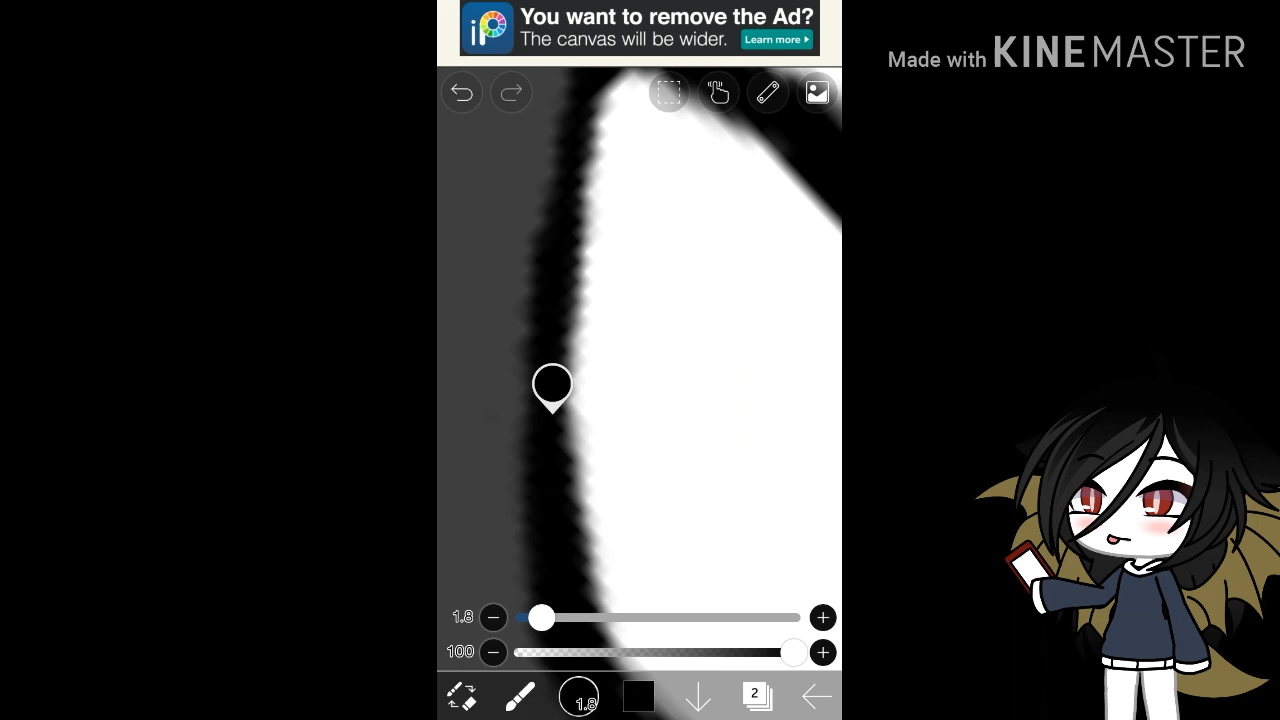 You want to remove the Ad?
The canvas will be wider. Learn more
iP
Made with KINEMASTER
1.8
100
1.8
2